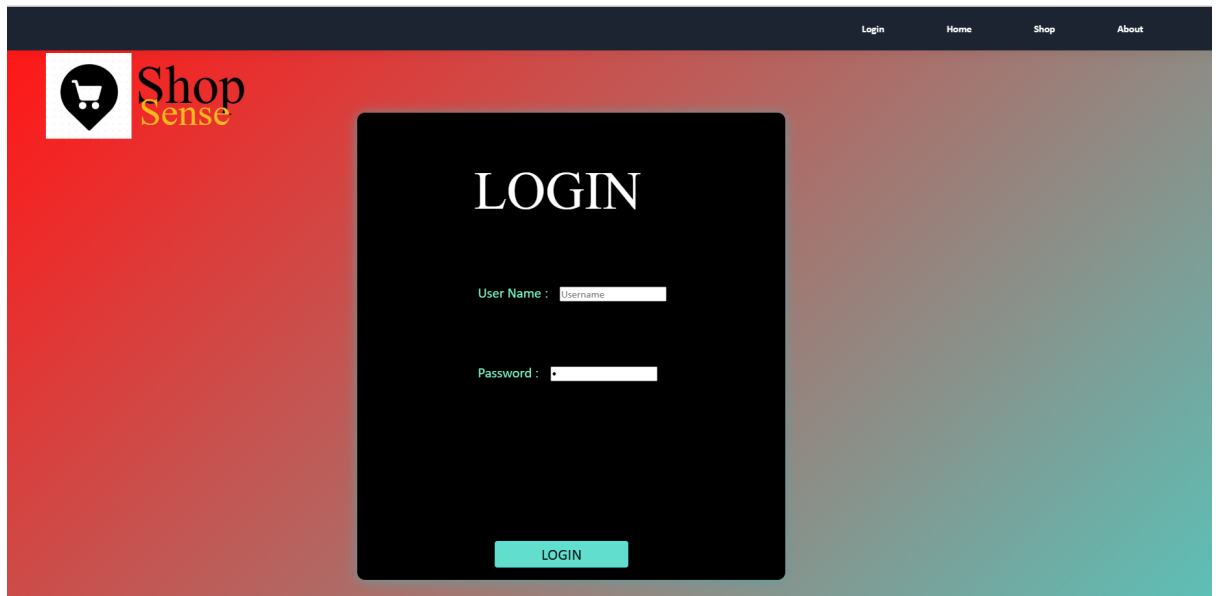 Login Home Shop About
Shop
Sense
LOGIN
User Name : Username
Password : •
LOGIN